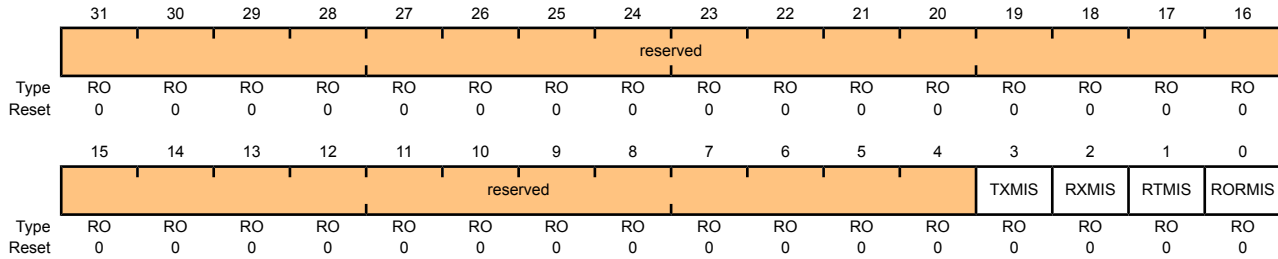 31 30 29 28 27 26 25 24 23 22 21 20 19 18 17 16
reserved
Type RO RO RO RO RO RO RO RO RO RO RO RO RO RO RO RO
Reset 0 0 0 0 0 0 0 0 0 0 0 0 0 0 0 0
15 14 13 12 11 10 9 8 7 6 5 4 3 2 1 0
reserved TXMIS RXMIS RTMIS RORMIS
Type RO RO RO RO RO RO RO RO RO RO RO RO RO RO RO RO
Reset 0 0 0 0 0 0 0 0 0 0 0 0 0 0 0 0